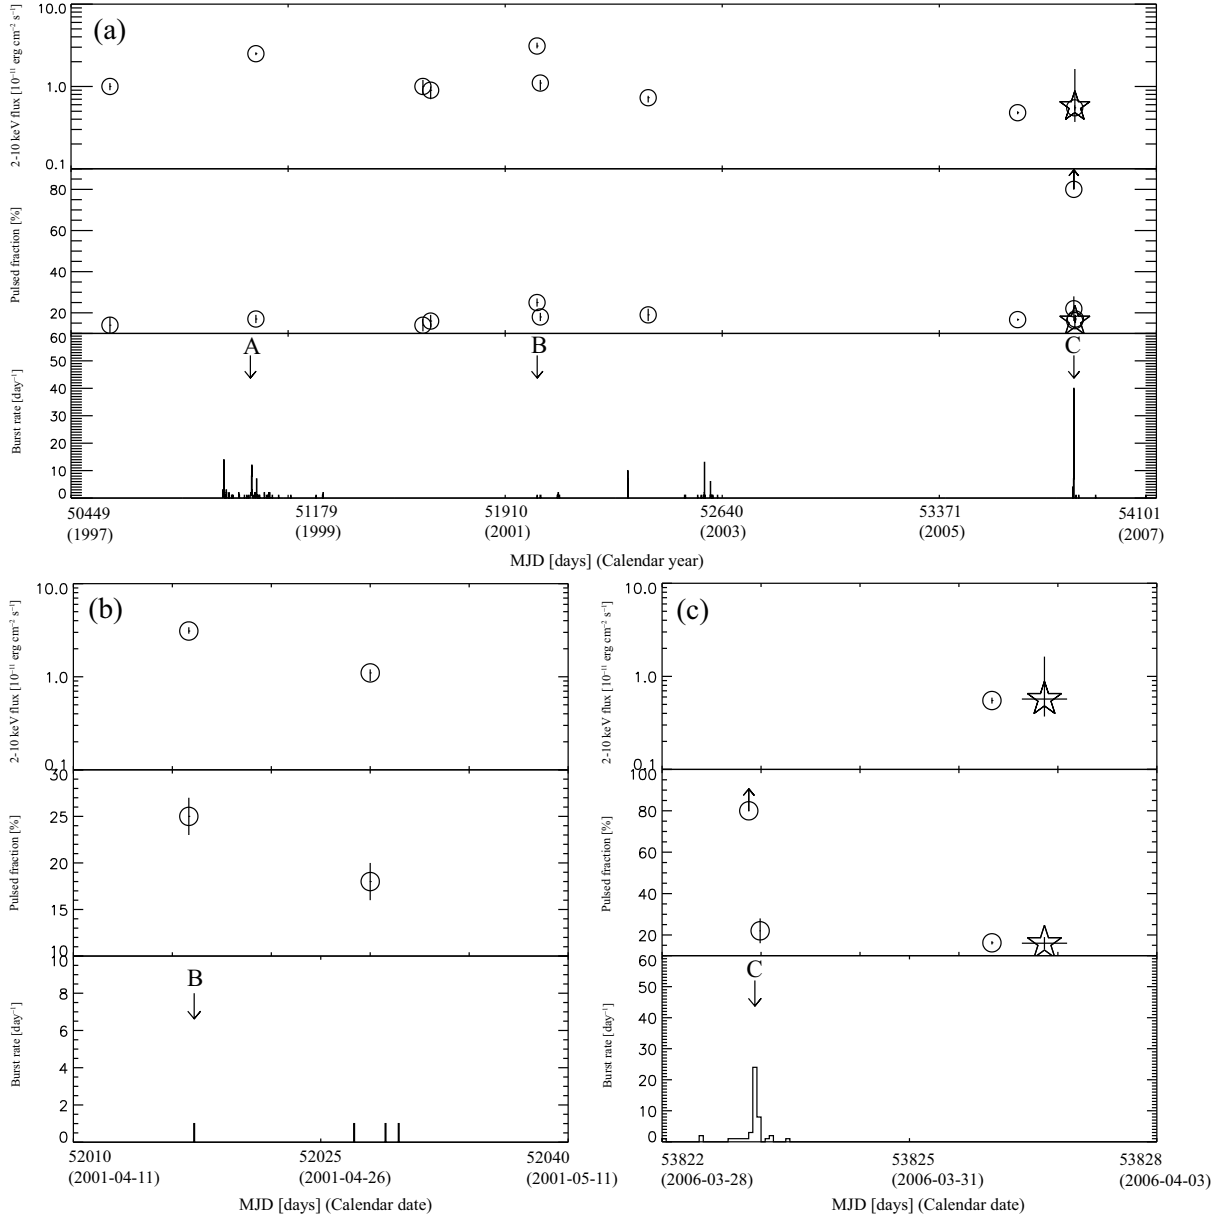 (a)
2-10 keV flux [10⁻¹¹ erg cm⁻² s⁻¹]
10.0
1.0
0.1
Pulsed fraction [%]
80
60
40
20
Burst rate [day⁻¹]
60
50
40
30
20
10
0
A
B
C
50449 51179 51910 52640 53371 54101
(1997) (1999) (2001) (2003) (2005) (2007)
MJD [days] (Calendar year)
(b)
2-10 keV flux [10⁻¹¹ erg cm⁻² s⁻¹]
10.0
1.0
0.1
Pulsed fraction [%]
30
25
20
15
10
Burst rate [day⁻¹]
10
8
6
4
2
0
B
52010 52025 52040
(2001-04-11) (2001-04-26) (2001-05-11)
MJD [days] (Calendar date)
(c)
2-10 keV flux [10⁻¹¹ erg cm⁻² s⁻¹]
10.0
1.0
0.1
Pulsed fraction [%]
100
80
60
40
20
Burst rate [day⁻¹]
60
50
40
30
20
10
0
C
53822 53825 53828
(2006-03-28) (2006-03-31) (2006-04-03)
MJD [days] (Calendar date)